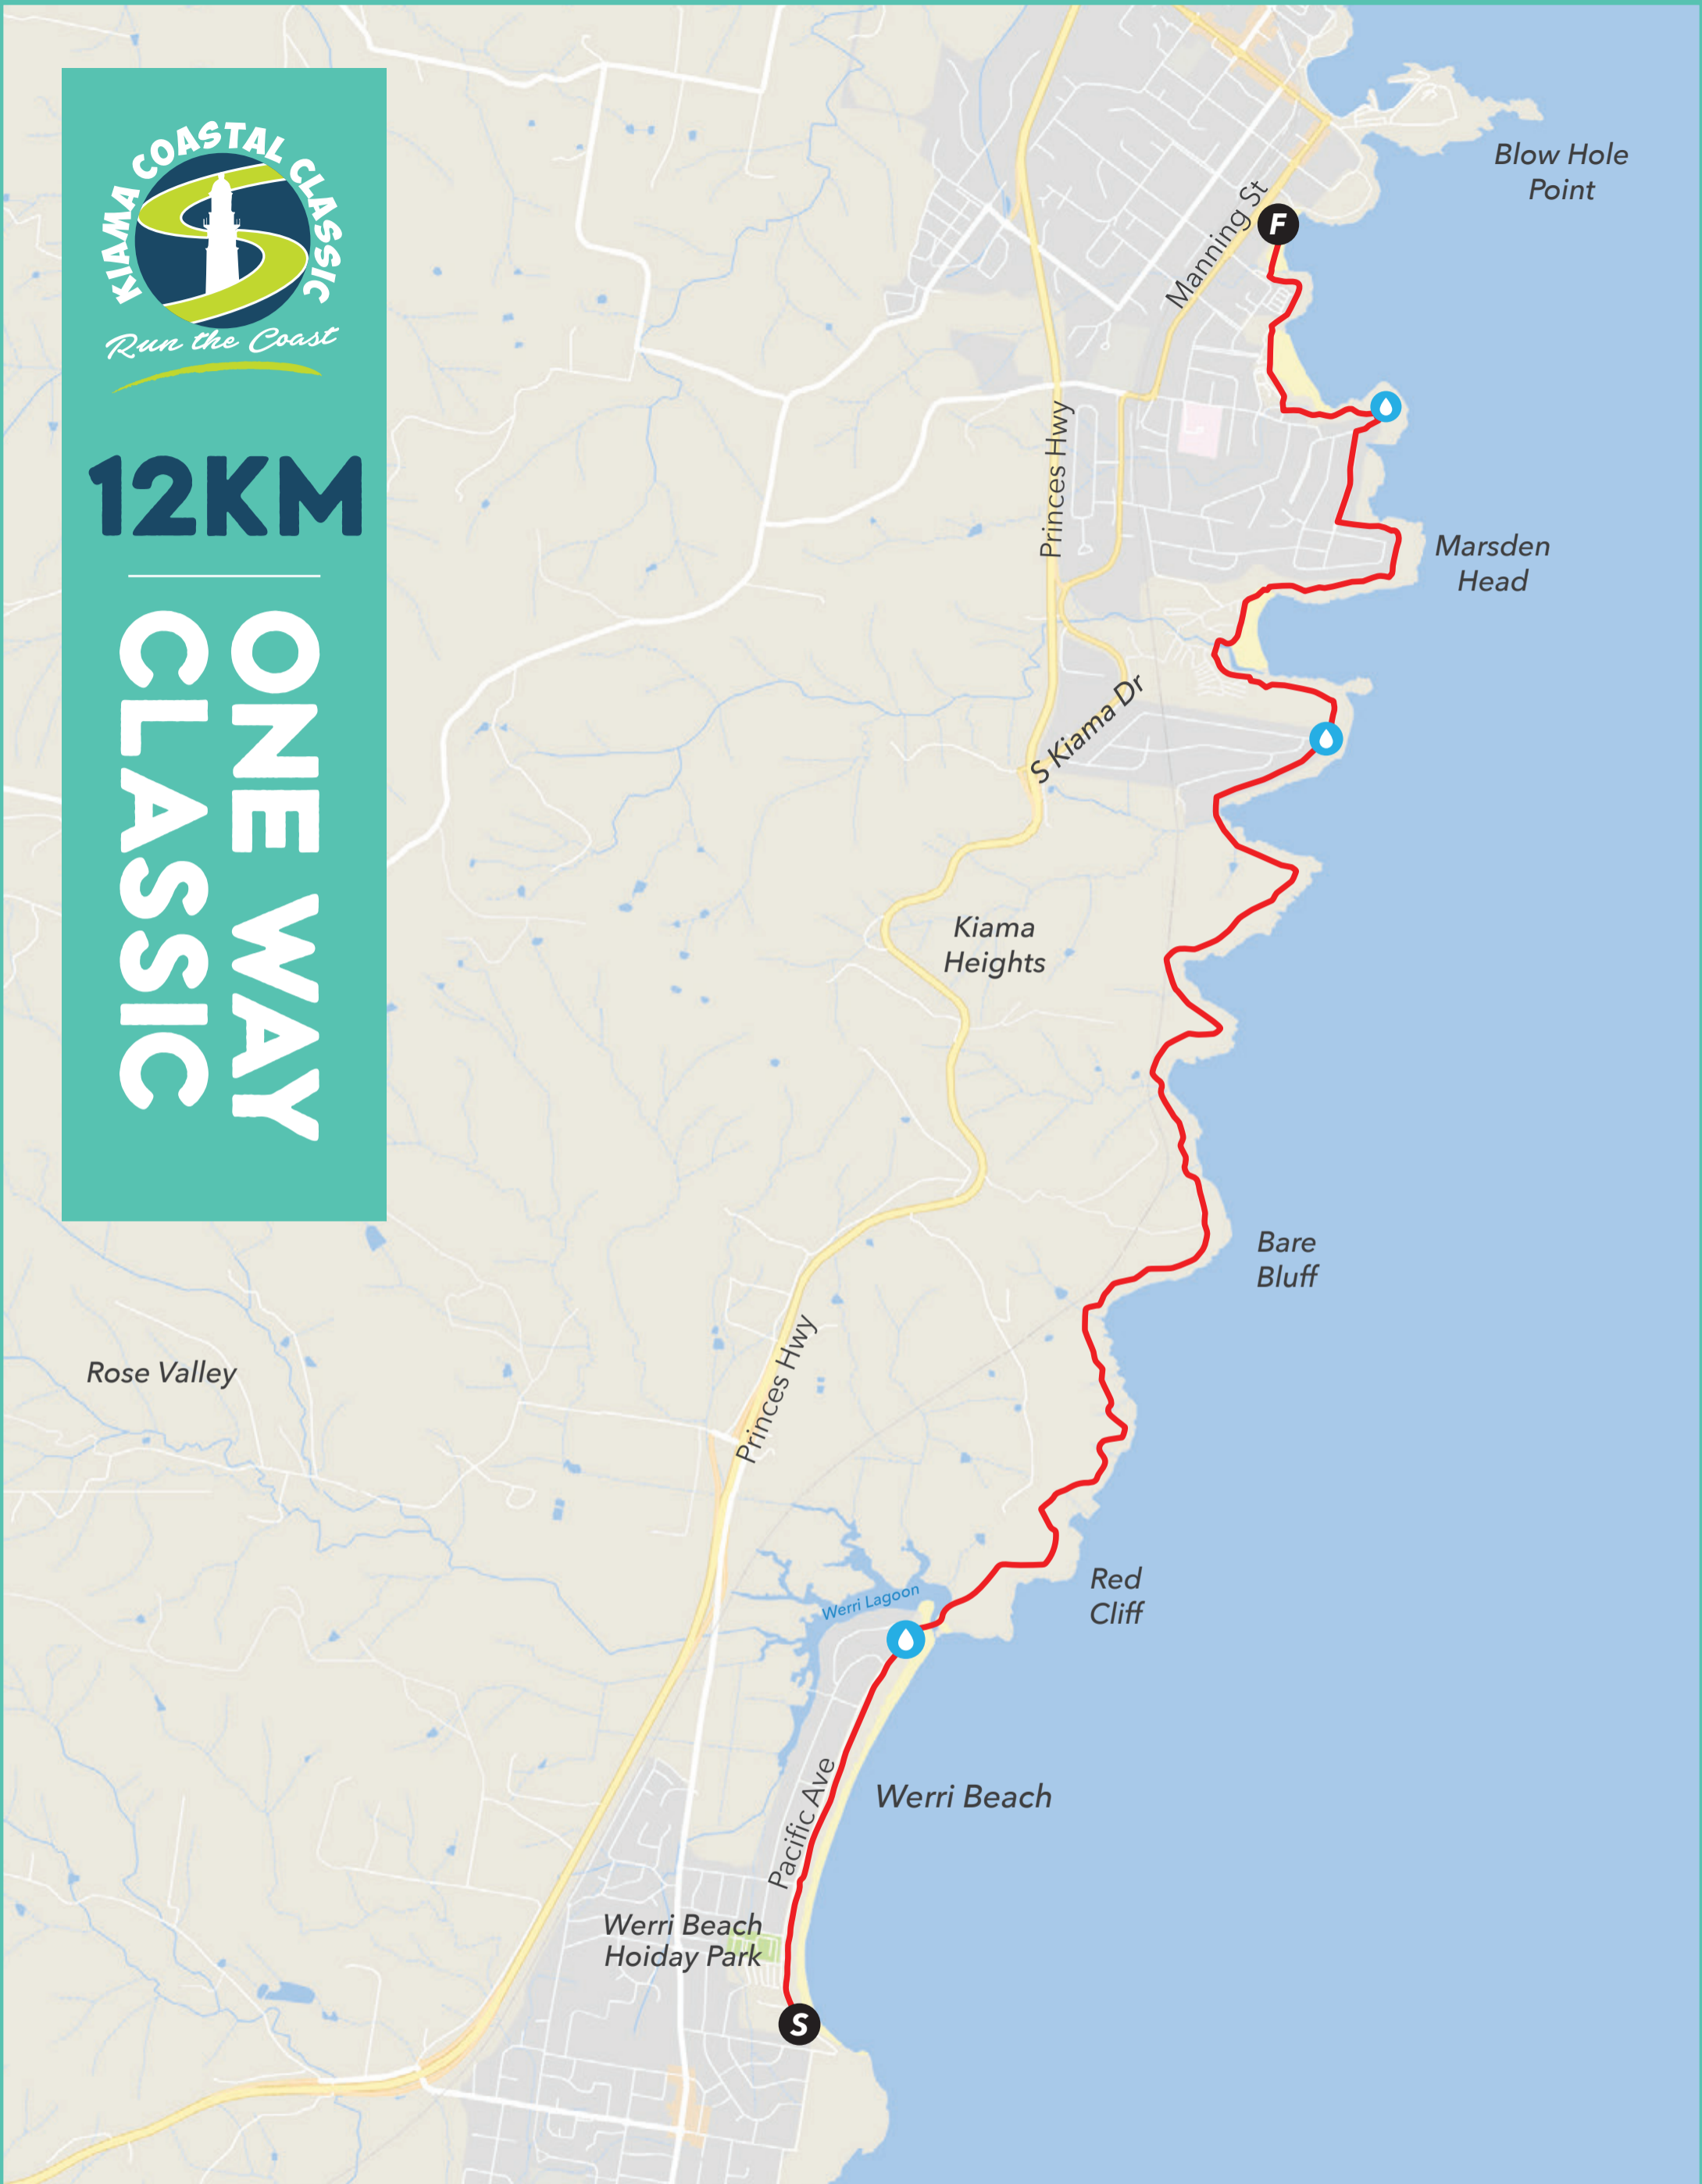 KIAMA COASTAL CLASSIC
Run the Coast
12KM
ONE WAY
CLASSIC
Blow Hole
Point
Manning St
F
Princes Hwy
Marsden
Head
S Kiama Dr
Kiama
Heights
Bare
Bluff
Princes Hwy
Rose Valley
Red
Cliff
Werri Lagoon
Pacific Ave
Werri Beach
Werri Beach
Hoiday Park
S